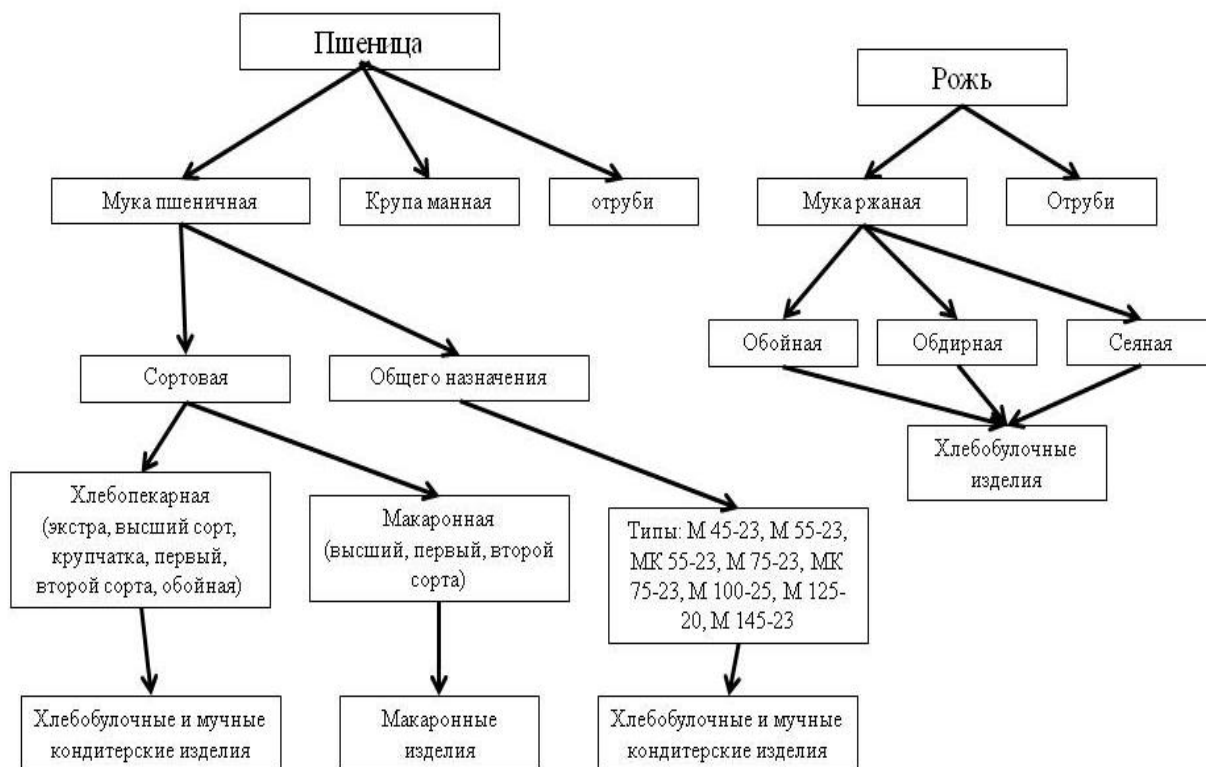 Пшеница
Рожь
Мука пшеничная
Крупа манная
отруби
Мука ржаная
Отруби
Обойная
Обдирная
Сеяная
Сортовая
Общего назначения
Хлебобулочные
изделия
Хлебопекарная
(экстра, высший сорт,
крупчатка, первый,
второй сорта, обойная)
Макаронная
(высший, первый, второй
сорта)
Типы: М 45-23, М 55-23,
МК 55-23, М 75-23, МК
75-23, М 100-25, М 125-
20, М 145-23
Хлебобулочные и мучные
кондитерские изделия
Макаронные
изделия
Хлебобулочные и мучные
кондитерские изделия